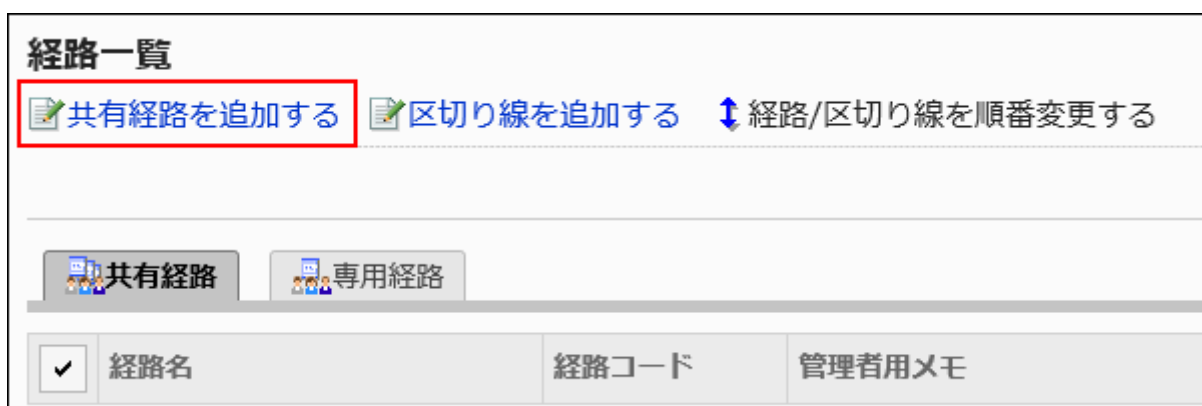 経路一覧
共有経路を追加する 区切り線を追加する 経路/区切り線を順番変更する
共有経路 専用経路
経路名 経路コード 管理者用メモ